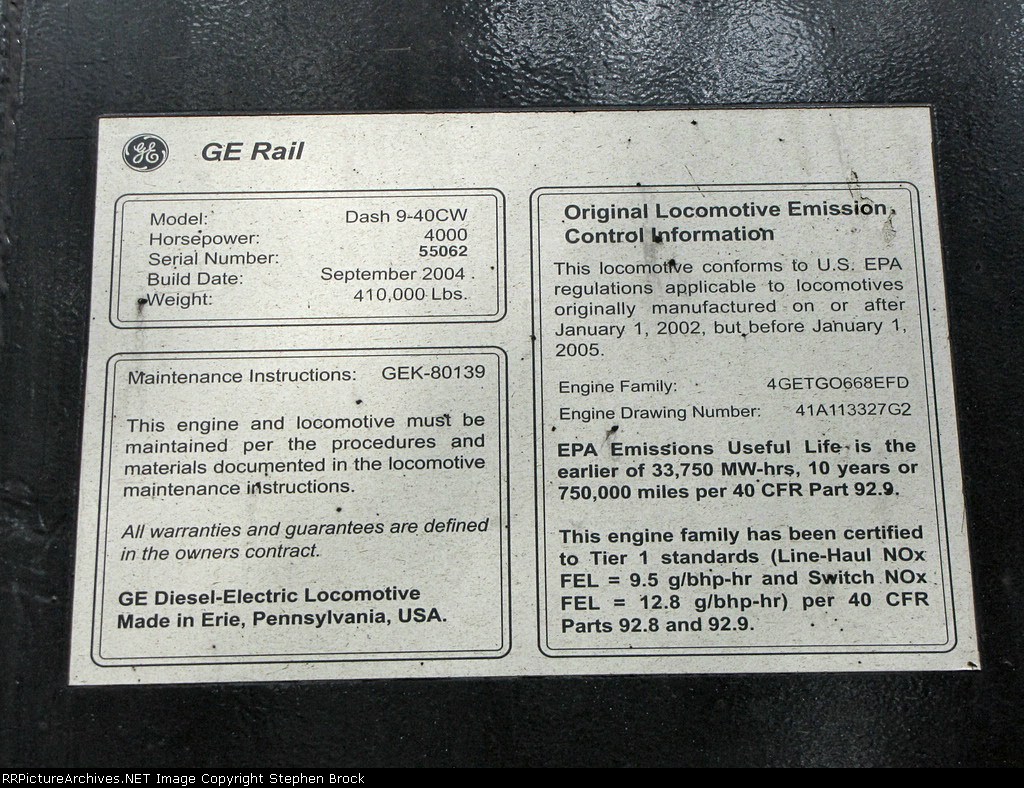 GE GE Rail
Model: Dash 9-40CW
Horsepower: 4000
Serial Number: 55062
Build Date: September 2004
Weight: 410,000 Lbs.
Maintenance Instructions: GEK-80139
This engine and locomotive must be
maintained per the procedures and
materials documented in the locomotive
maintenance instructions.
All warranties and guarantees are defined
in the owners contract.
GE Diesel-Electric Locomotive
Made in Erie, Pennsylvania, USA.
Original Locomotive Emission
Control Information
This locomotive conforms to U.S. EPA
regulations applicable to locomotives
originally manufactured on or after
January 1, 2002, but before January 1,
2005.
Engine Family: 4GETGO668EFD
Engine Drawing Number: 41A113327G2
EPA Emissions Useful Life is the
earlier of 33,750 MW-hrs, 10 years or
750,000 miles per 40 CFR Part 92.9.
This engine family has been certified
to Tier 1 standards (Line-Haul NOx
FEL = 9.5 g/bhp-hr and Switch NOx
FEL = 12.8 g/bhp-hr) per 40 CFR
Parts 92.8 and 92.9.
RRPictureArchives.NET Image Copyright Stephen Brock